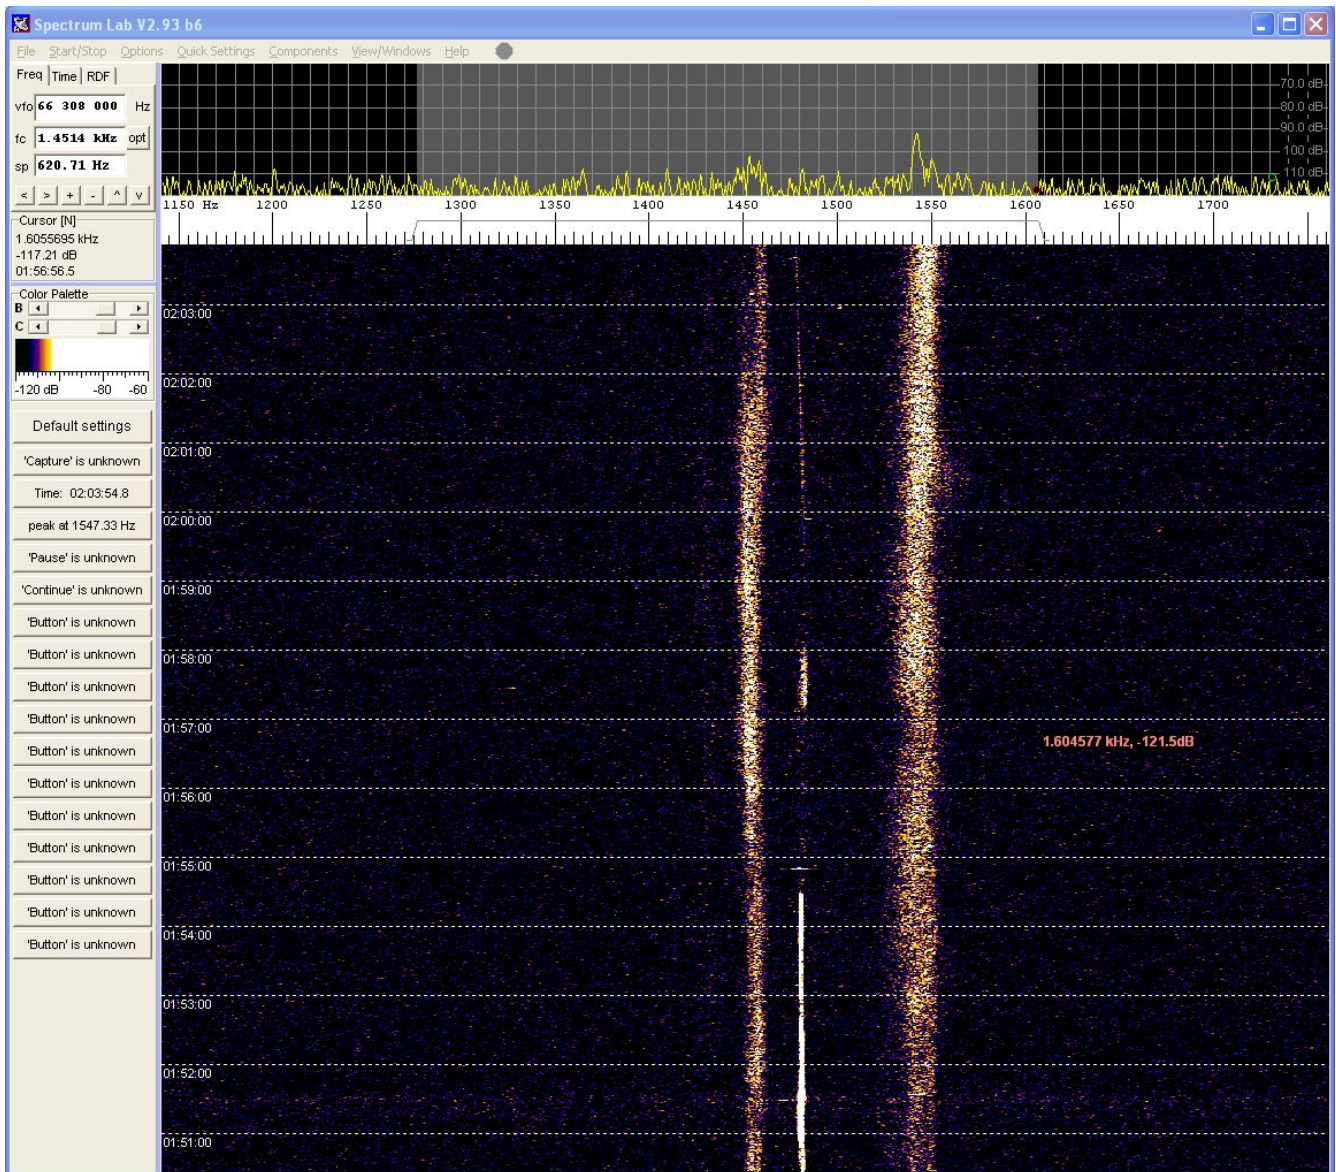 Spectrum Lab V2.93 b6
File Start/Stop Options Quick Settings Components View/Windows Help
Freq Time RDF
vfo 66 308 000 Hz
fc 1.4514 kHz opt
sp 620.71 Hz
< > + - ^ v
Cursor [N]
1.6055695 kHz
-117.21 dB
01:56:56.5
Color Palette
B
C
-120 dB -80 -60
Default settings
'Capture' is unknown
Time: 02:03:54.8
peak at 1547.33 Hz
'Pause' is unknown
'Continue' is unknown
'Button' is unknown
'Button' is unknown
'Button' is unknown
'Button' is unknown
'Button' is unknown
'Button' is unknown
'Button' is unknown
'Button' is unknown
'Button' is unknown
'Button' is unknown
'Button' is unknown
-70.0 dB
-80.0 dB
-90.0 dB
-100 dB
-110 dB
1150 Hz 1200 1250 1300 1350 1400 1450 1500 1550 1600 1650 1700
02:03:00
02:02:00
02:01:00
02:00:00
01:59:00
01:58:00
01:57:00
1.604577 kHz, -121.5dB
01:56:00
01:55:00
01:54:00
01:53:00
01:52:00
01:51:00